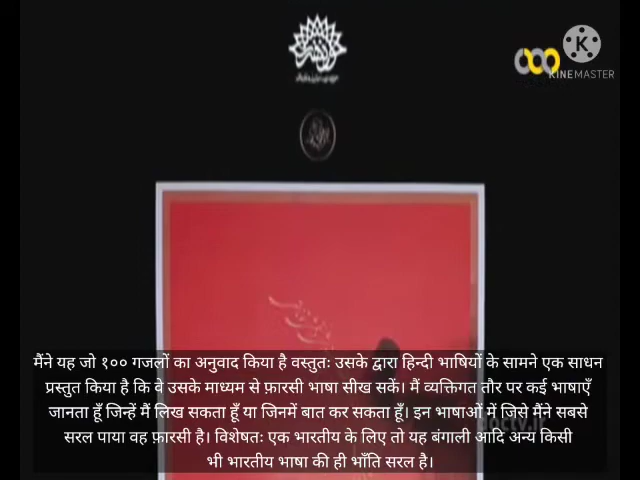 KINEMASTER
मैंने यह जो १०० गजलों का अनुवाद किया है वस्तुतः उसके द्वारा हिन्दी भाषियों के सामने एक साधन
प्रस्तुत किया है कि वे उसके माध्यम से फ़ारसी भाषा सीख सकें। मैं व्यक्तिगत तौर पर कई भाषाएँ
जानता हूँ जिन्हें मैं लिख सकता हूँ या जिनमें बात कर सकता हूँ। इन भाषाओं में जिसे मैंने सबसे
सरल पाया वह फ़ारसी है। विशेषतः एक भारतीय के लिए तो यह बंगाली आदि अन्य किसी
भी भारतीय भाषा की ही भाँति सरल है।